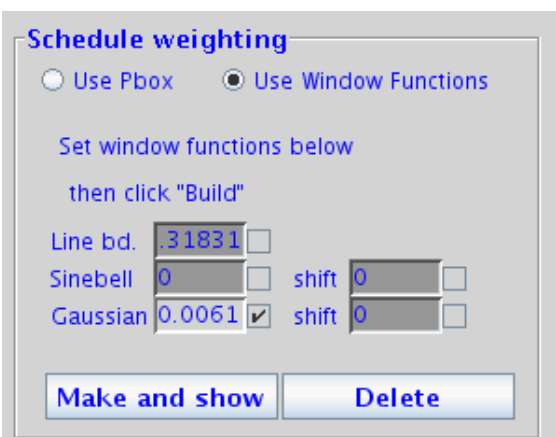 Schedule weighting
Use Pbox Use Window Functions
Set window functions below
then click "Build"
Line bd. .31831
Sinebell 0 shift 0
Gaussian 0.0061 shift 0
Make and show Delete